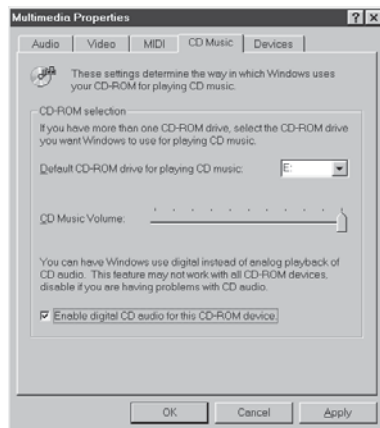 Multimedia Properties
Audio Video MIDI CD Music Devices
These settings determine the way in which Windows uses
your CD-ROM for playing CD music.
CD-ROM selection
If you have more than one CD-ROM drive, select the CD-ROM drive
you want Windows to use for playing CD music.
Default CD-ROM drive for playing CD music: E:
CD Music Volume:
You can have Windows use digital instead of analog playback of
CD audio. This feature may not work with all CD-ROM devices,
disable if you are having problems with CD audio.
Enable digital CD audio for this CD-ROM device.
OK Cancel Apply